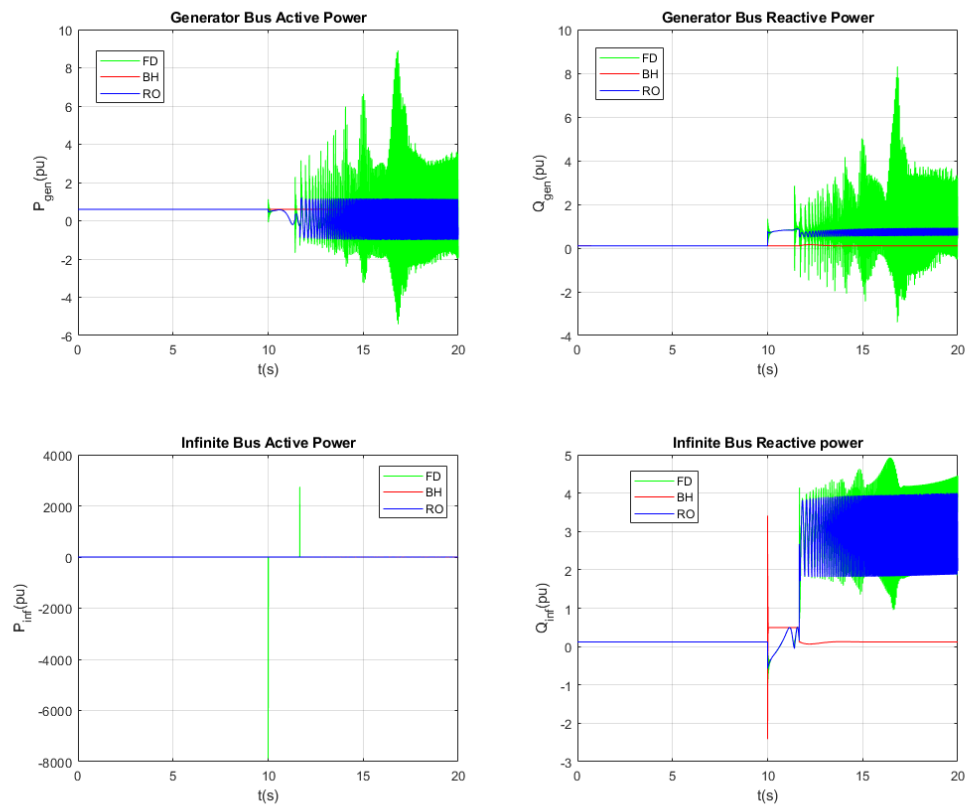 Generator Bus Active Power
10
8
6
4
2
0
-2
-4
-6
P_gen(pu)
FD
BH
RO
0 5 10 15 20
t(s)
Generator Bus Reactive Power
10
8
6
4
2
0
-2
-4
Q_gen(pu)
FD
BH
RO
0 5 10 15 20
t(s)
Infinite Bus Active Power
4000
2000
0
-2000
-4000
-6000
-8000
P_inf(pu)
FD
BH
RO
0 5 10 15 20
t(s)
Infinite Bus Reactive power
5
4
3
2
1
0
-1
-2
-3
Q_inf(pu)
FD
BH
RO
0 5 10 15 20
t(s)